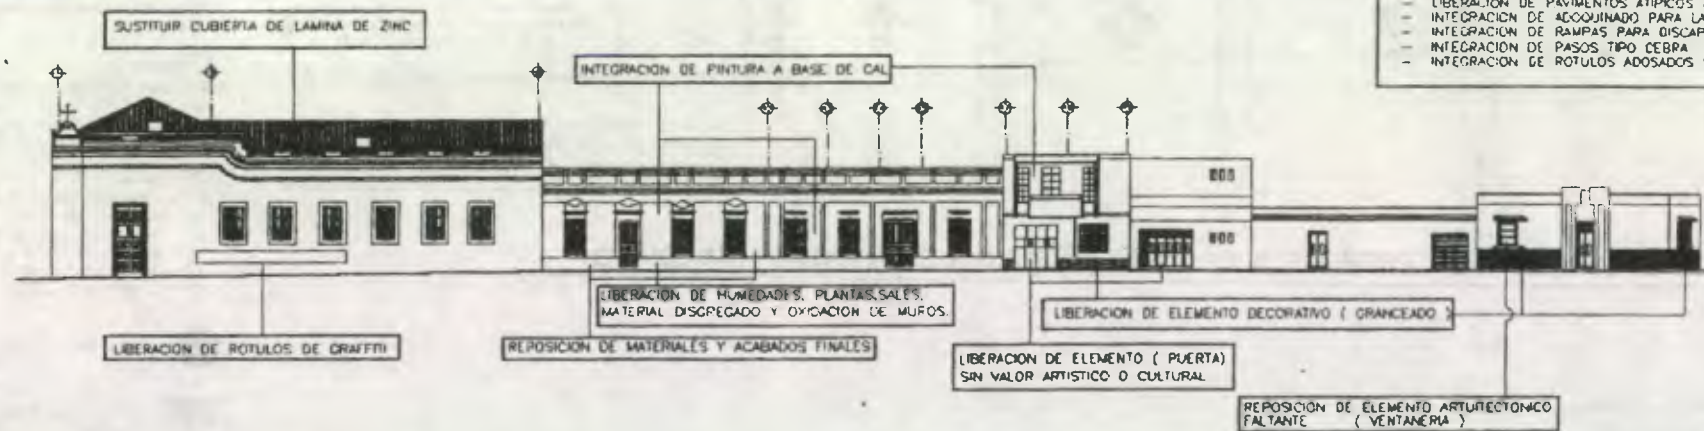 SUSTITUIR CUBIERTA DE LAMINA DE ZINC
INTEGRACION DE PINTURA A BASE DE CAL
- LIBERACION DE PAVIMENTOS ATIPICOS
- INTEGRACION DE ADOQUINADO PARA LA
- INTEGRACION DE RAMPAS PARA DISCAP
- INTEGRACION DE PASOS TIPO CEBRA
- INTEGRACION DE ROTULOS ADOSADOS
LIBERACION DE HUMEDADES, PLANTAS,SALES,
MATERIAL DISGREGADO Y OXIDACION DE MUROS.
LIBERACION DE ELEMENTO DECORATIVO ( GRANCEADO )
LIBERACION DE ROTULOS DE GRAFFITI
REPOSICION DE MATERIALES Y ACABADOS FINALES
LIBERACION DE ELEMENTO ( PUERTA)
SIN VALOR ARTISTICO O CULTURAL
REPOSICION DE ELEMENTO ARTUITECTONICO
FALTANTE ( VENTANERIA )